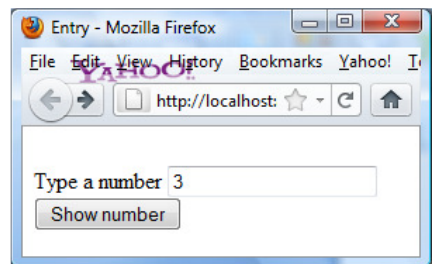 Entry - Mozilla Firefox
File Edit View History Bookmarks Yahoo!
YAHOO!
http://localhost:
Type a number 3
Show number